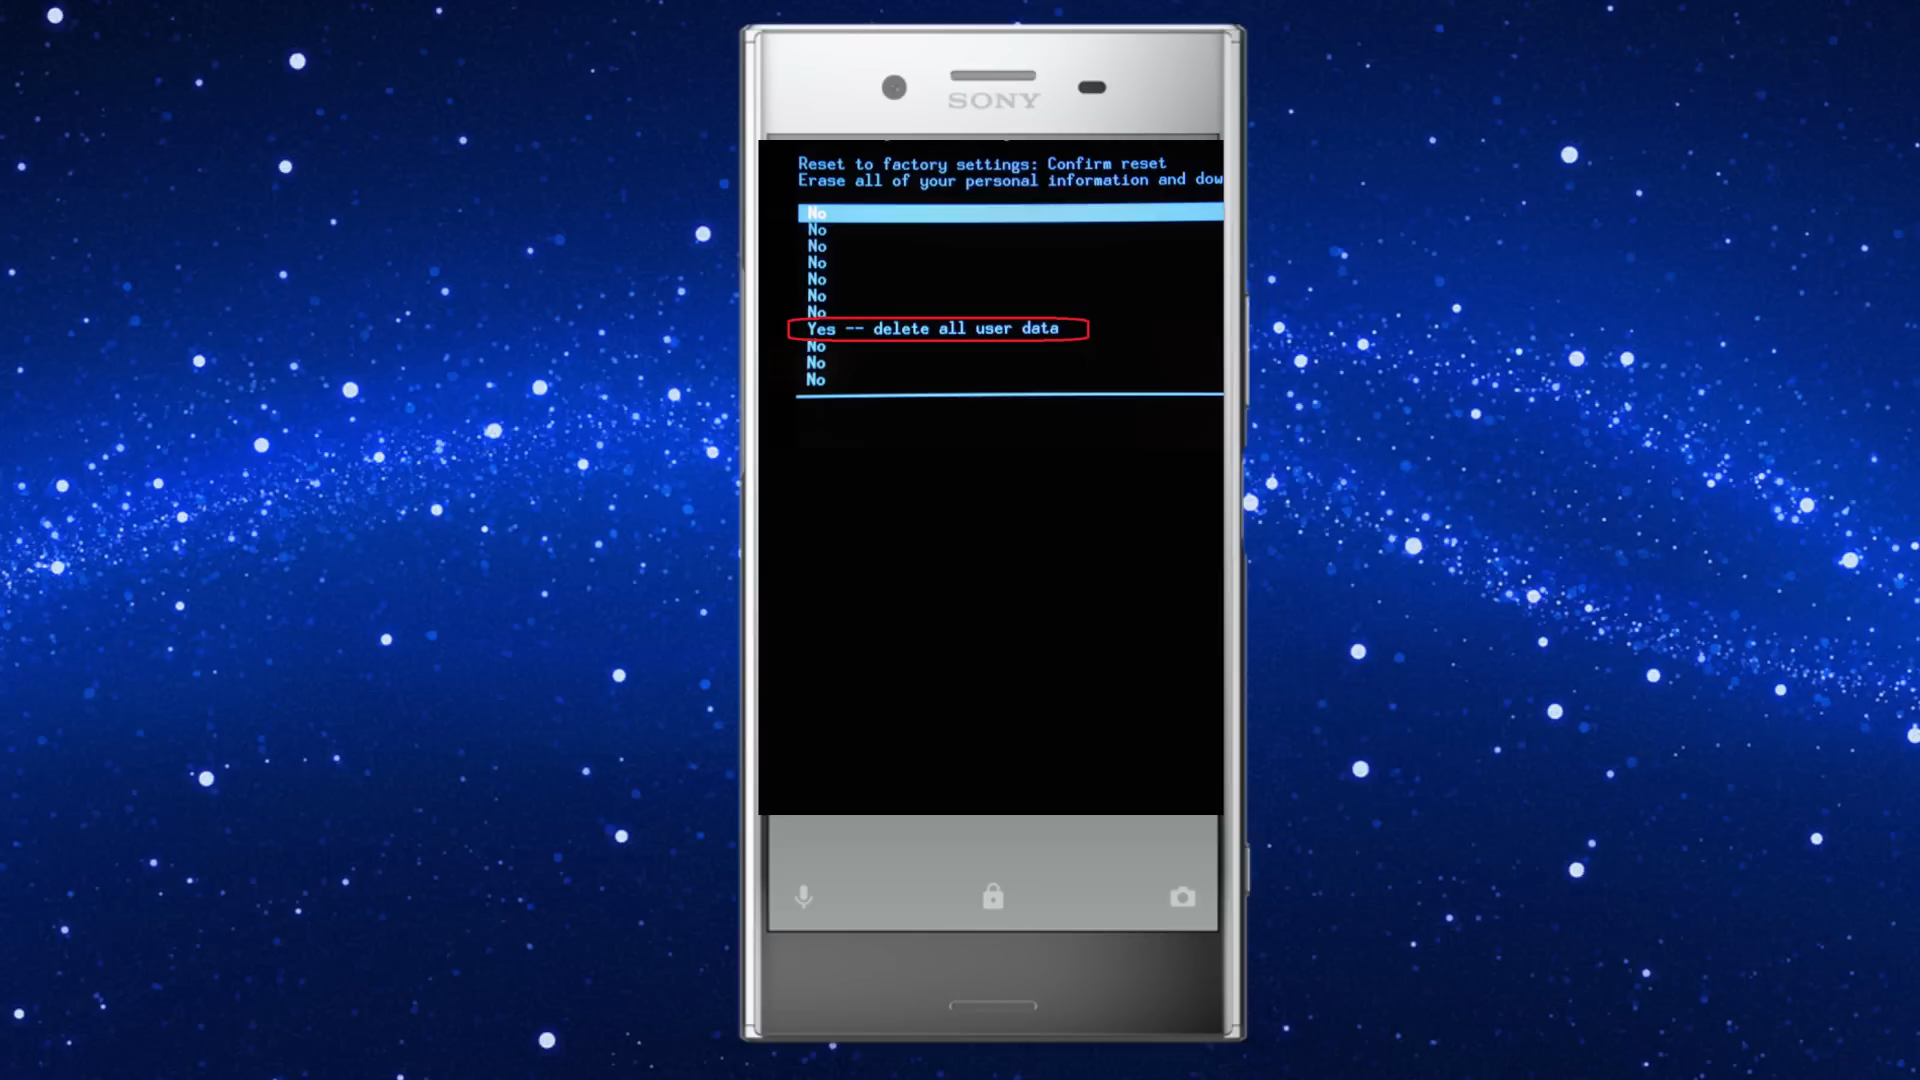 SONY
Reset to factory settings: Confirm reset
Erase all of your personal information and dow
No
No
No
No
No
No
No
Yes -- delete all user data
No
No
No